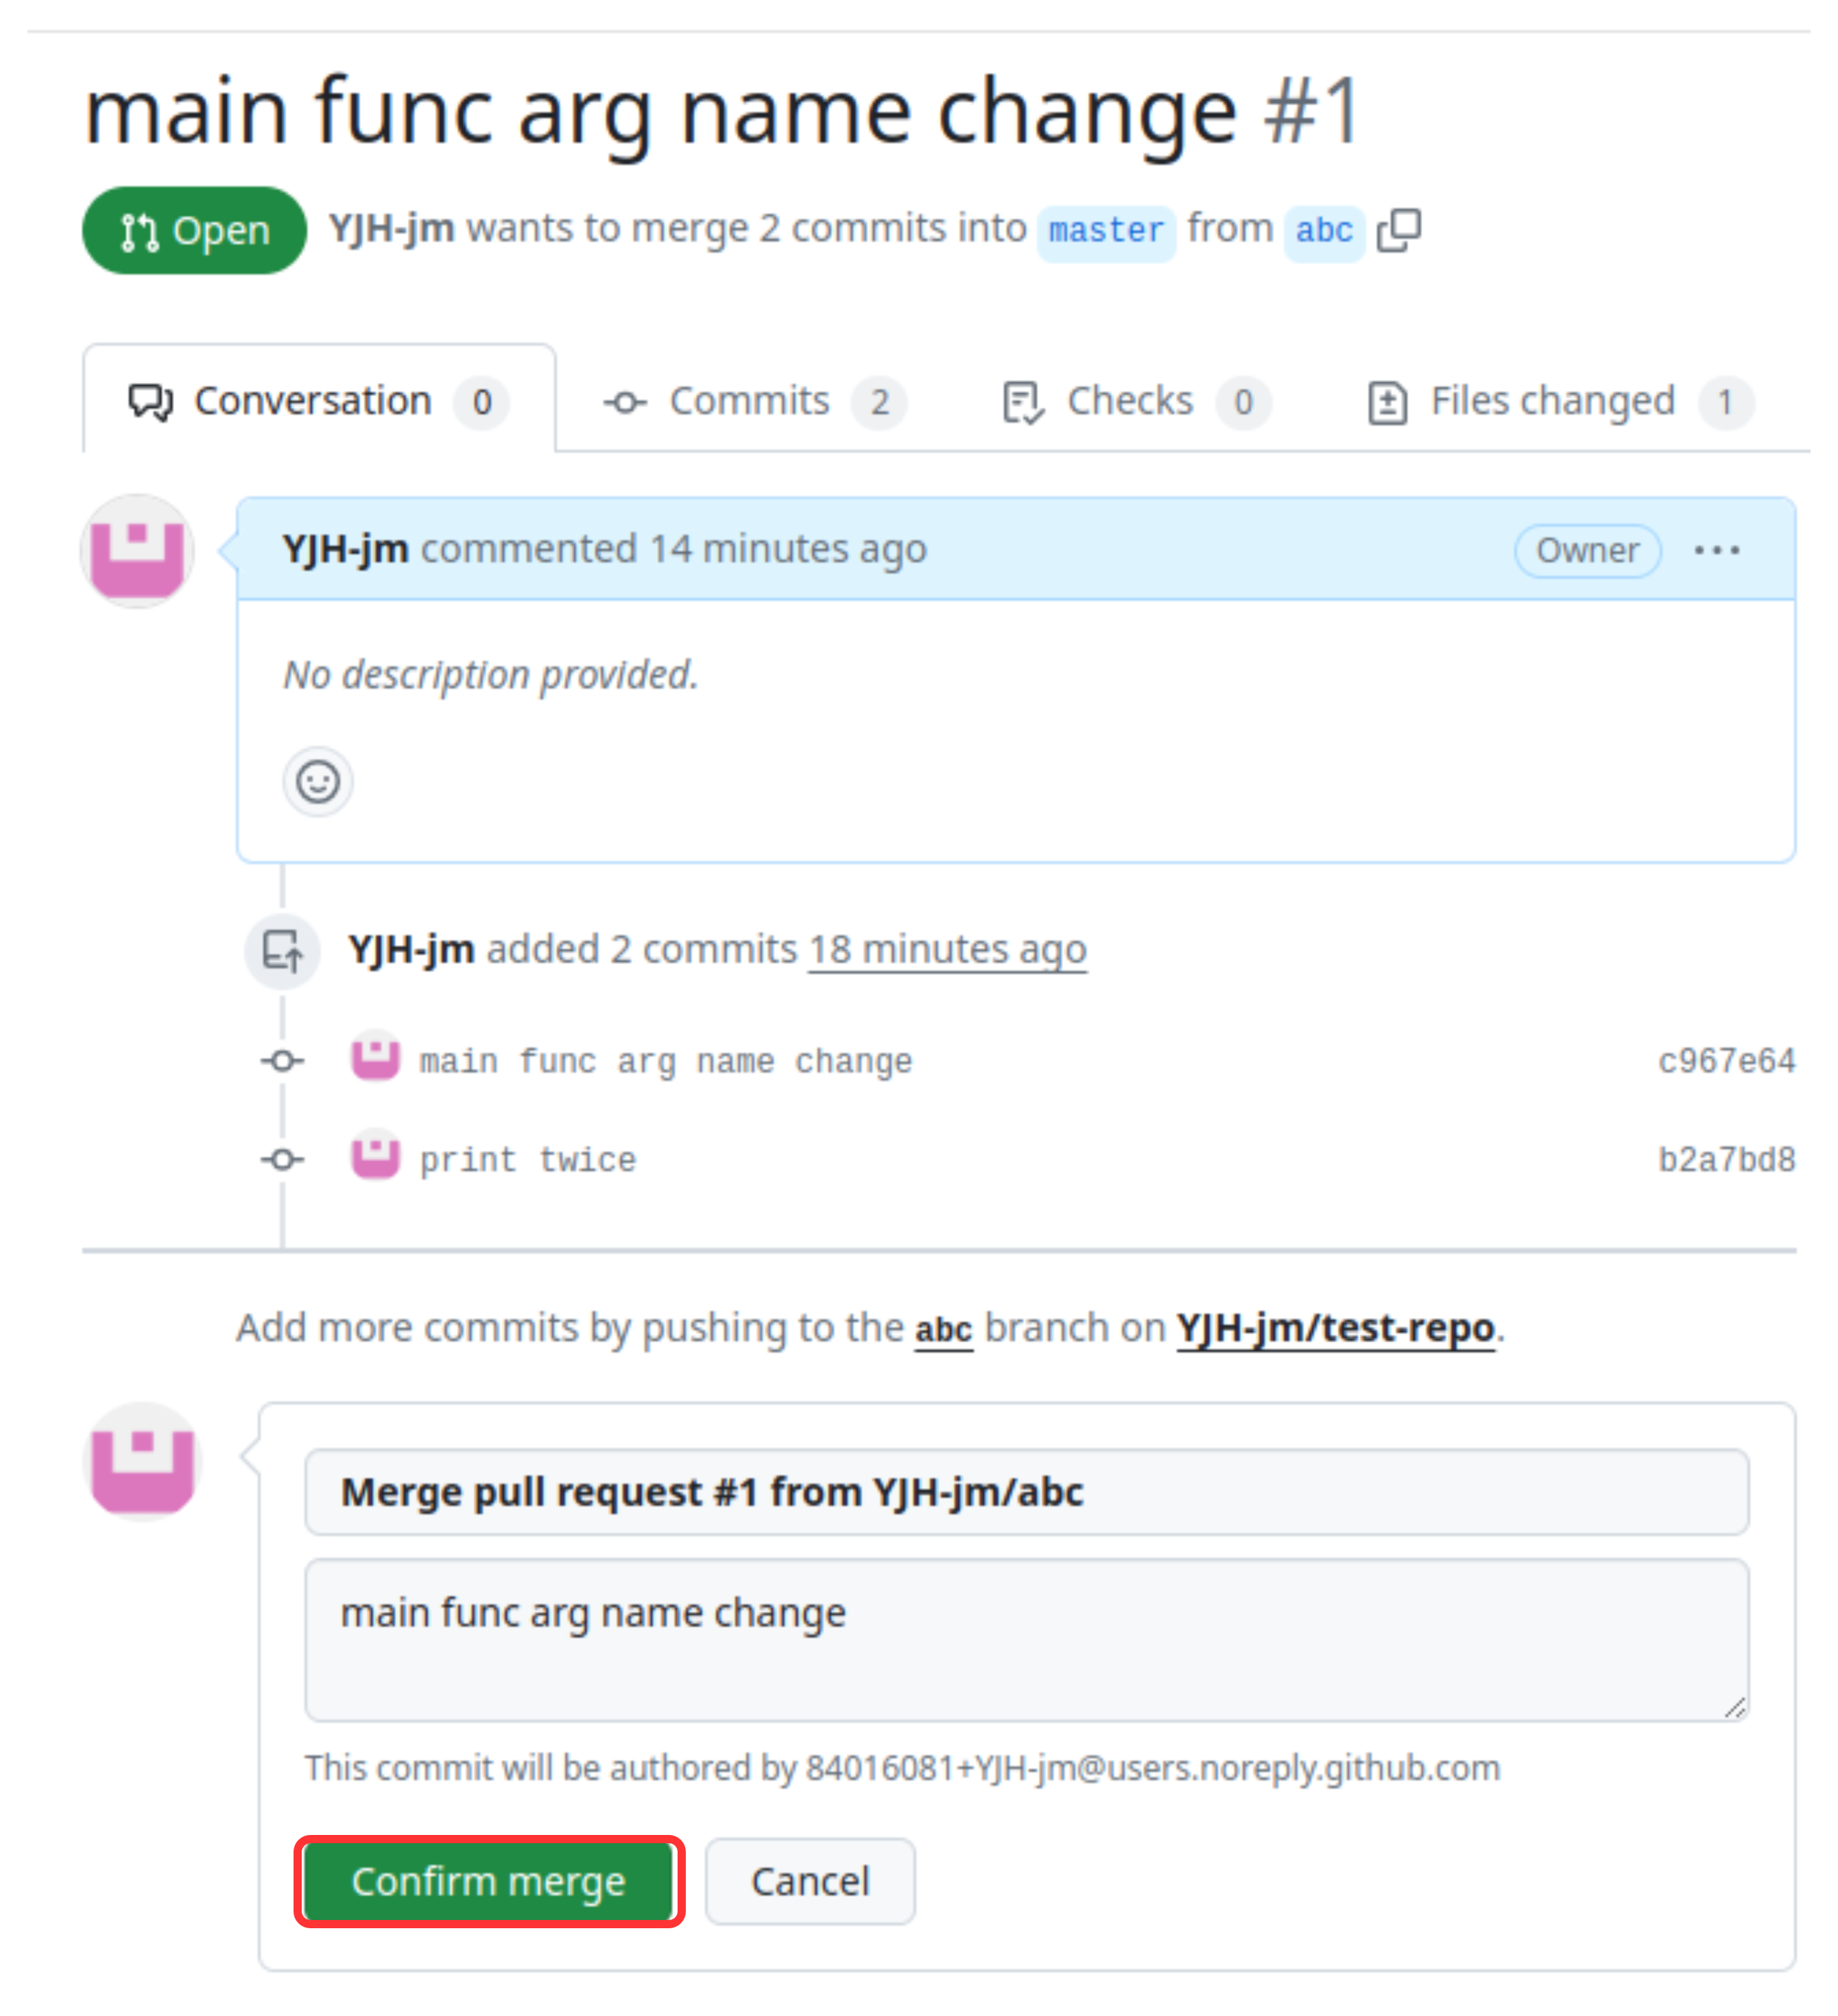 main func arg name change #1
Open YJH-jm wants to merge 2 commits into master from abc
Conversation 0 Commits 2 Checks 0 Files changed 1
YJH-jm commented 14 minutes ago Owner ...
No description provided.
YJH-jm added 2 commits 18 minutes ago
main func arg name change c967e64
print twice b2a7bd8
Add more commits by pushing to the abc branch on YJH-jm/test-repo.
Merge pull request #1 from YJH-jm/abc
main func arg name change
This commit will be authored by 84016081+YJH-jm@users.noreply.github.com
Confirm merge Cancel